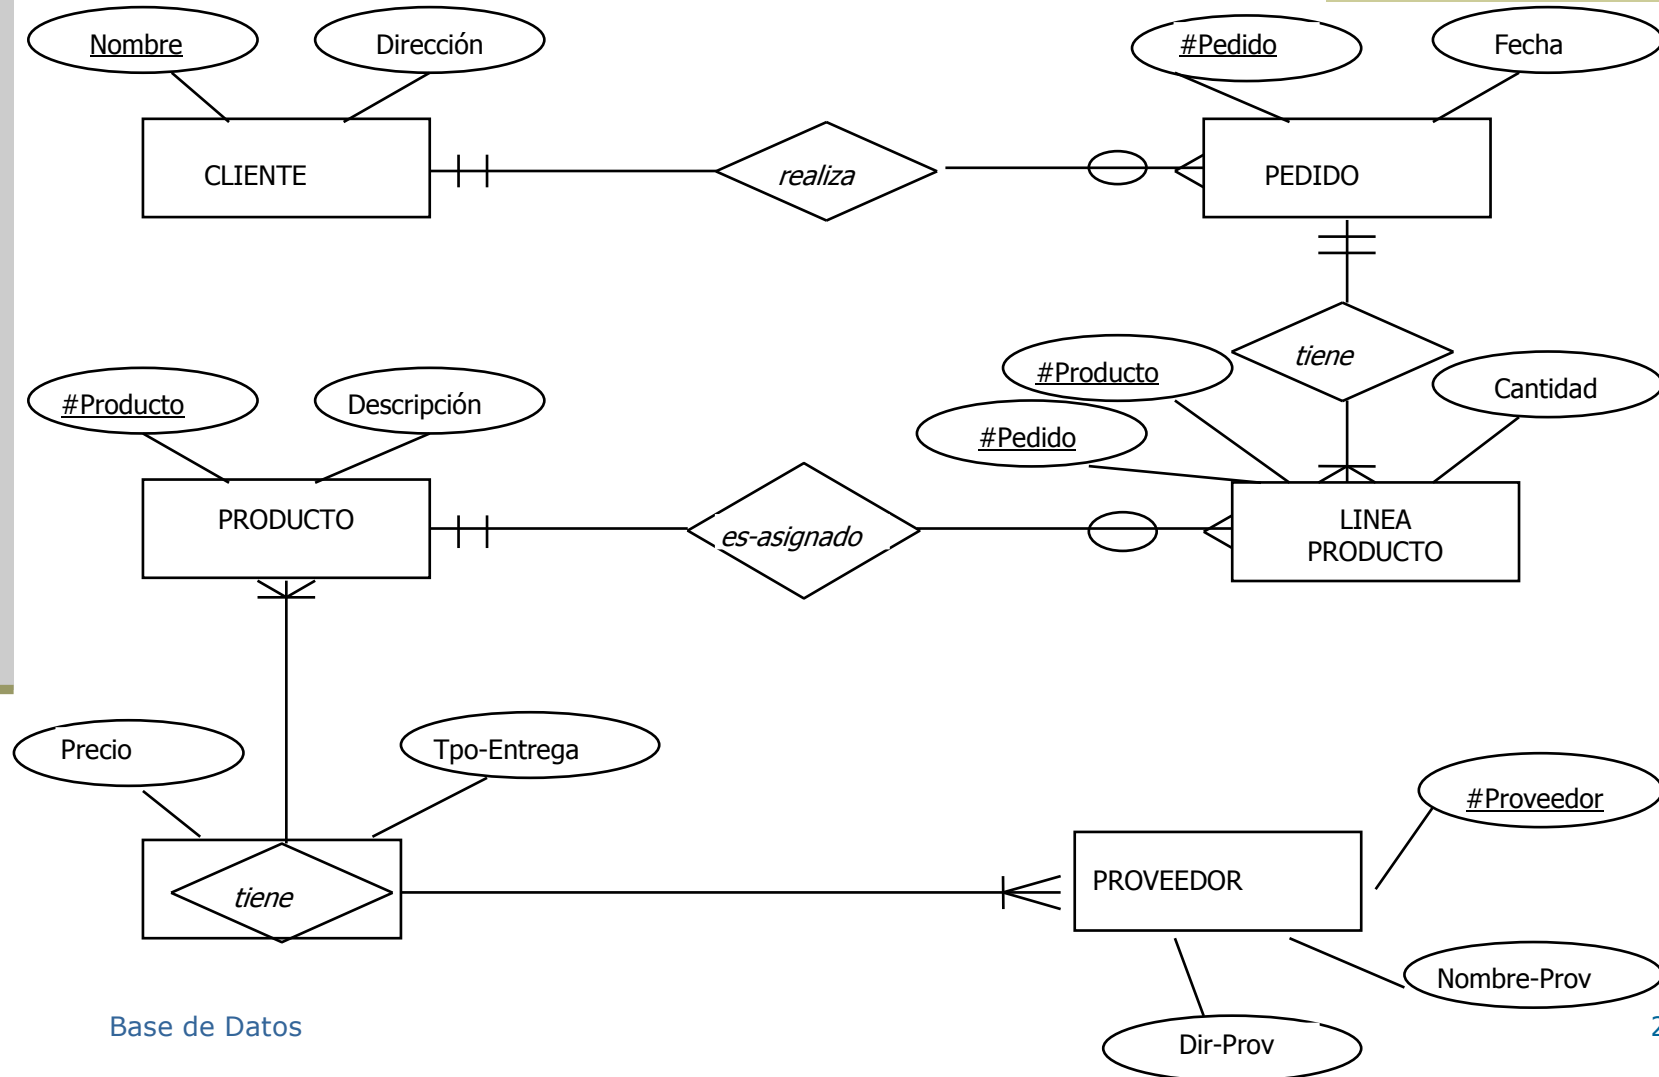 Nombre
Dirección
#Pedido
Fecha
CLIENTE
realiza
PEDIDO
tiene
#Producto
Descripción
#Producto
#Pedido
Cantidad
PRODUCTO
es-asignado
LINEA
PRODUCTO
Precio
Tpo-Entrega
#Proveedor
tiene
PROVEEDOR
Nombre-Prov
Dir-Prov
Base de Datos
2